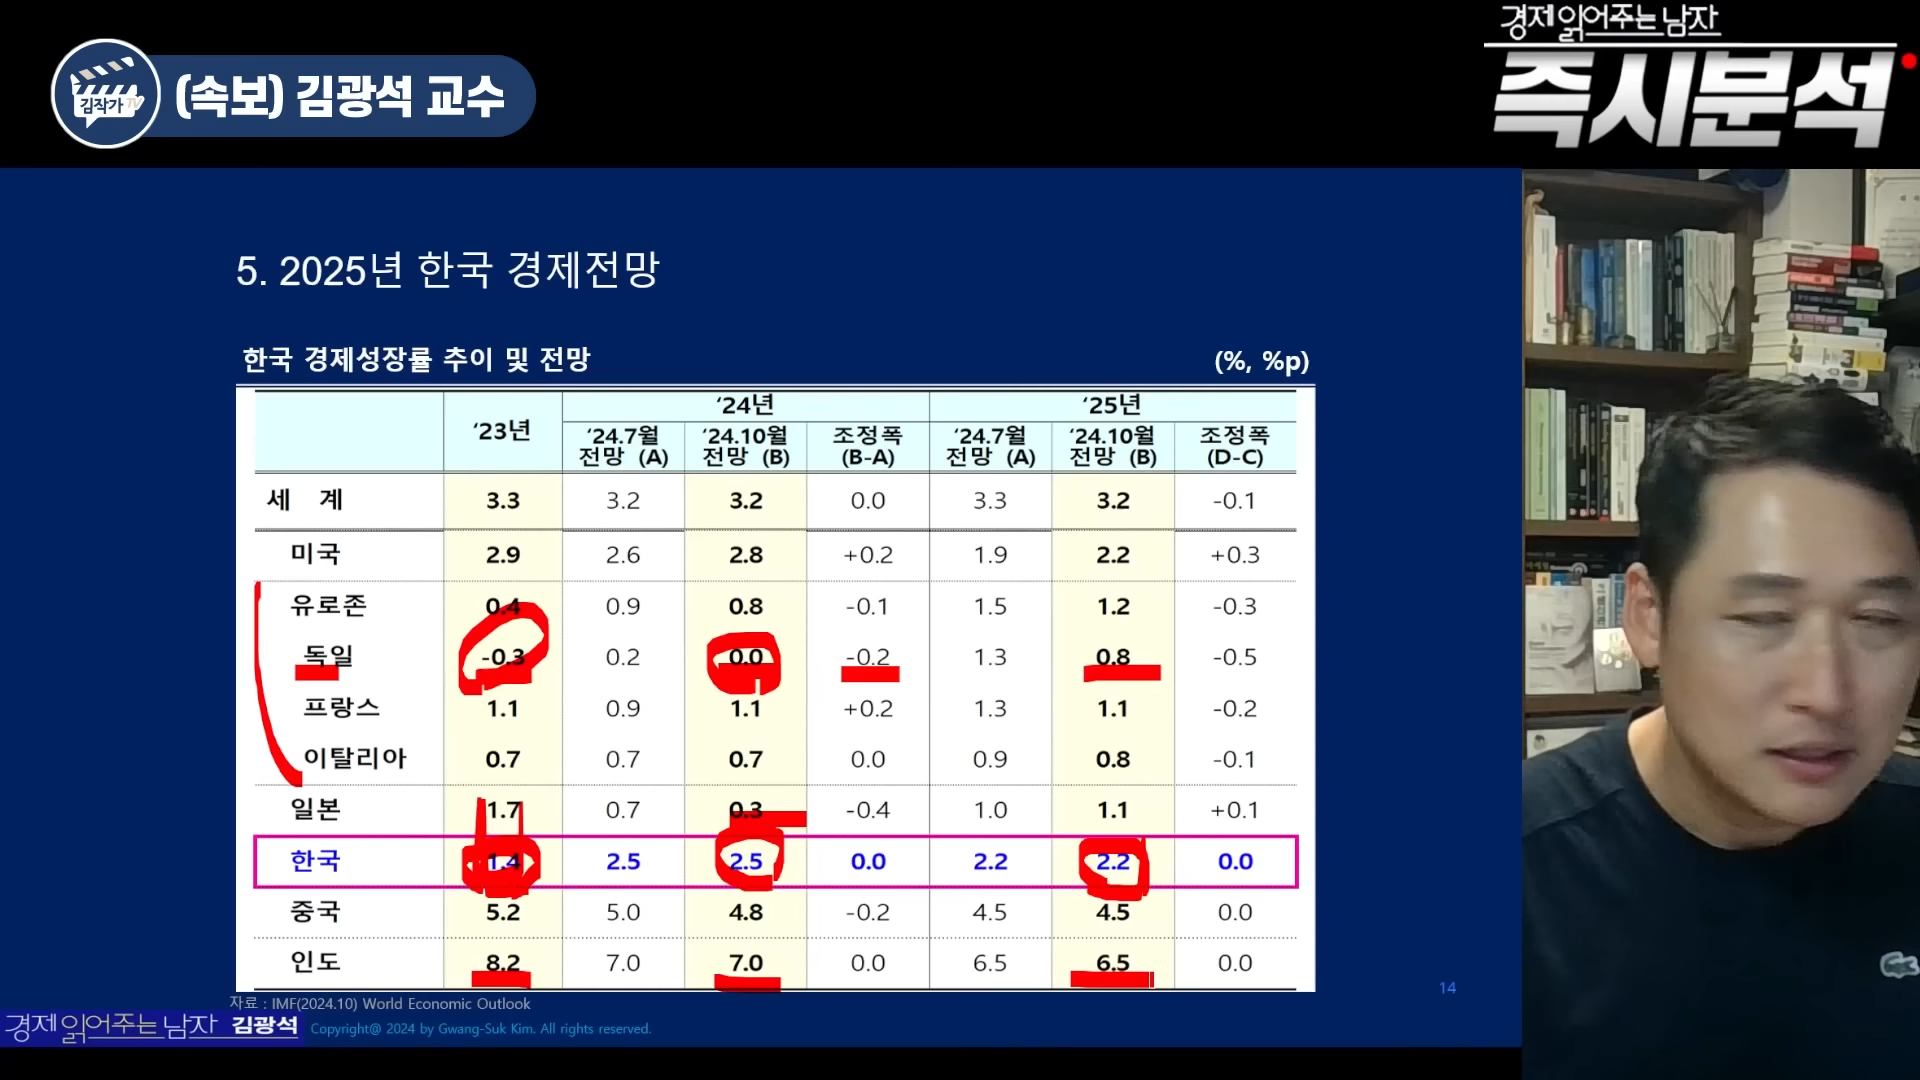 경제 읽어주는 남자
즉시분석
김작가 TV
(속보) 김광석 교수
5. 2025년 한국 경제전망
한국 경제성장률 추이 및 전망 (%, %p)
‘23년 ‘24년 ‘25년
‘24.7월 전망 (A) ‘24.10월 전망 (B) 조정폭 (B-A) ‘24.7월 전망 (A) ‘24.10월 전망 (B) 조정폭 (D-C)
세 계 3.3 3.2 3.2 0.0 3.3 3.2 -0.1
미국 2.9 2.6 2.8 +0.2 1.9 2.2 +0.3
유로존 0.4 0.9 0.8 -0.1 1.5 1.2 -0.3
독일 -0.3 0.2 0.0 -0.2 1.3 0.8 -0.5
프랑스 1.1 0.9 1.1 +0.2 1.3 1.1 -0.2
이탈리아 0.7 0.7 0.7 0.0 0.9 0.8 -0.1
일본 1.7 0.7 0.3 -0.4 1.0 1.1 +0.1
한국 1.4 2.5 2.5 0.0 2.2 2.2 0.0
중국 5.2 5.0 4.8 -0.2 4.5 4.5 0.0
인도 8.2 7.0 7.0 0.0 6.5 6.5 0.0
자료 : IMF(2024.10) World Economic Outlook
14
경제 읽어주는 남자 김광석 Copyright@ 2024 by Gwang-Suk Kim. All rights reserved.